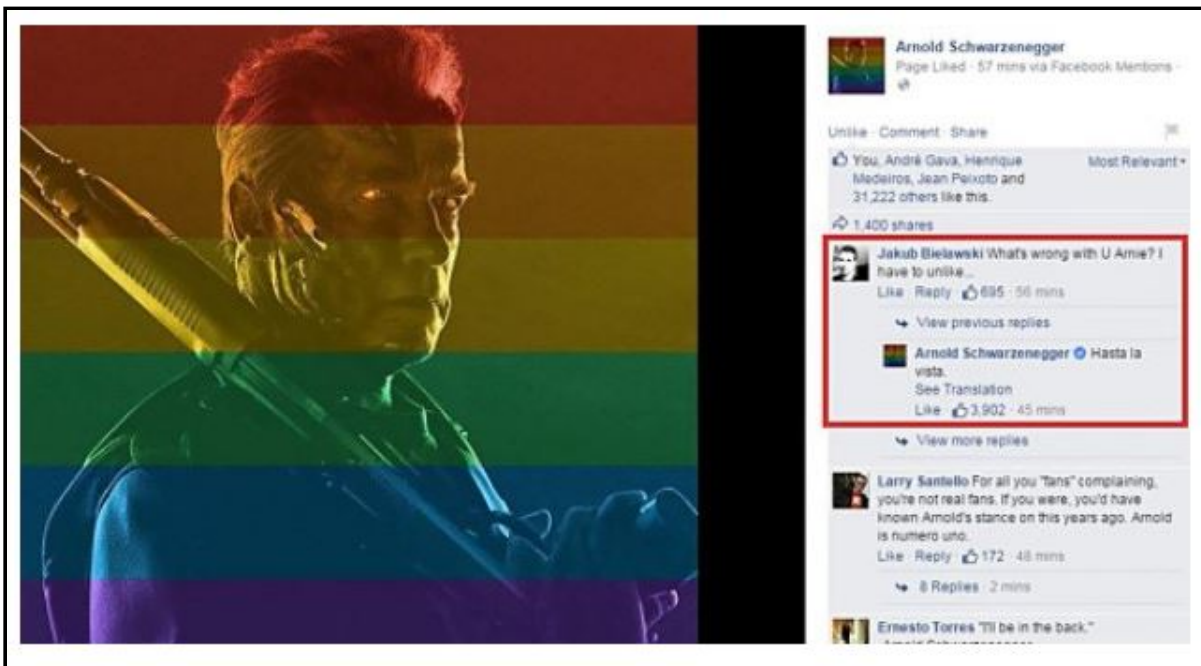 Arnold Schwarzenegger
Page Liked · 57 mins via Facebook Mentions ·
Unlike · Comment · Share
You, André Gava, Henrique
Medeiros, Jean Peixoto and
31,222 others like this.
Most Relevant
1,400 shares
Jakub Bielawski What's wrong with U Arnie? I
have to unlike...
Like · Reply · 695 · 56 mins
View previous replies
Arnold Schwarzenegger Hasta la
vista.
See Translation
Like · 3,902 · 45 mins
View more replies
Larry Santello For all you "fans" complaining,
you're not real fans. If you were, you'd have
known Arnold's stance on this years ago. Arnold
is numero uno.
Like · Reply · 172 · 48 mins
8 Replies · 2 mins
Ernesto Torres "I'll be in the back."
Arnold Schwarzenegger